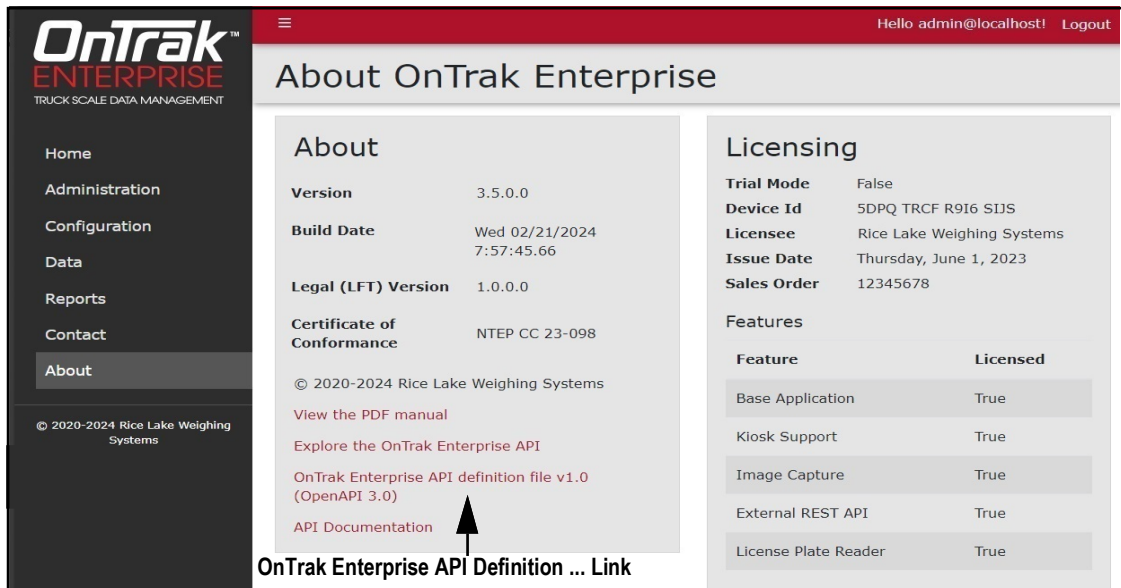 OnTrak™
ENTERPRISE
TRUCK SCALE DATA MANAGEMENT
Home
Administration
Configuration
Data
Reports
Contact
About
© 2020-2024 Rice Lake Weighing
Systems
☰
Hello admin@localhost! Logout
About OnTrak Enterprise
About
Version 3.5.0.0
Build Date Wed 02/21/2024
7:57:45.66
Legal (LFT) Version 1.0.0.0
Certificate of
Conformance NTEP CC 23-098
© 2020-2024 Rice Lake Weighing Systems
View the PDF manual
Explore the OnTrak Enterprise API
OnTrak Enterprise API definition file v1.0
(OpenAPI 3.0)
API Documentation
OnTrak Enterprise API Definition ... Link
Licensing
Trial Mode False
Device Id 5DPQ TRCF R9I6 SIJS
Licensee Rice Lake Weighing Systems
Issue Date Thursday, June 1, 2023
Sales Order 12345678
Features
Feature Licensed
Base Application True
Kiosk Support True
Image Capture True
External REST API True
License Plate Reader True